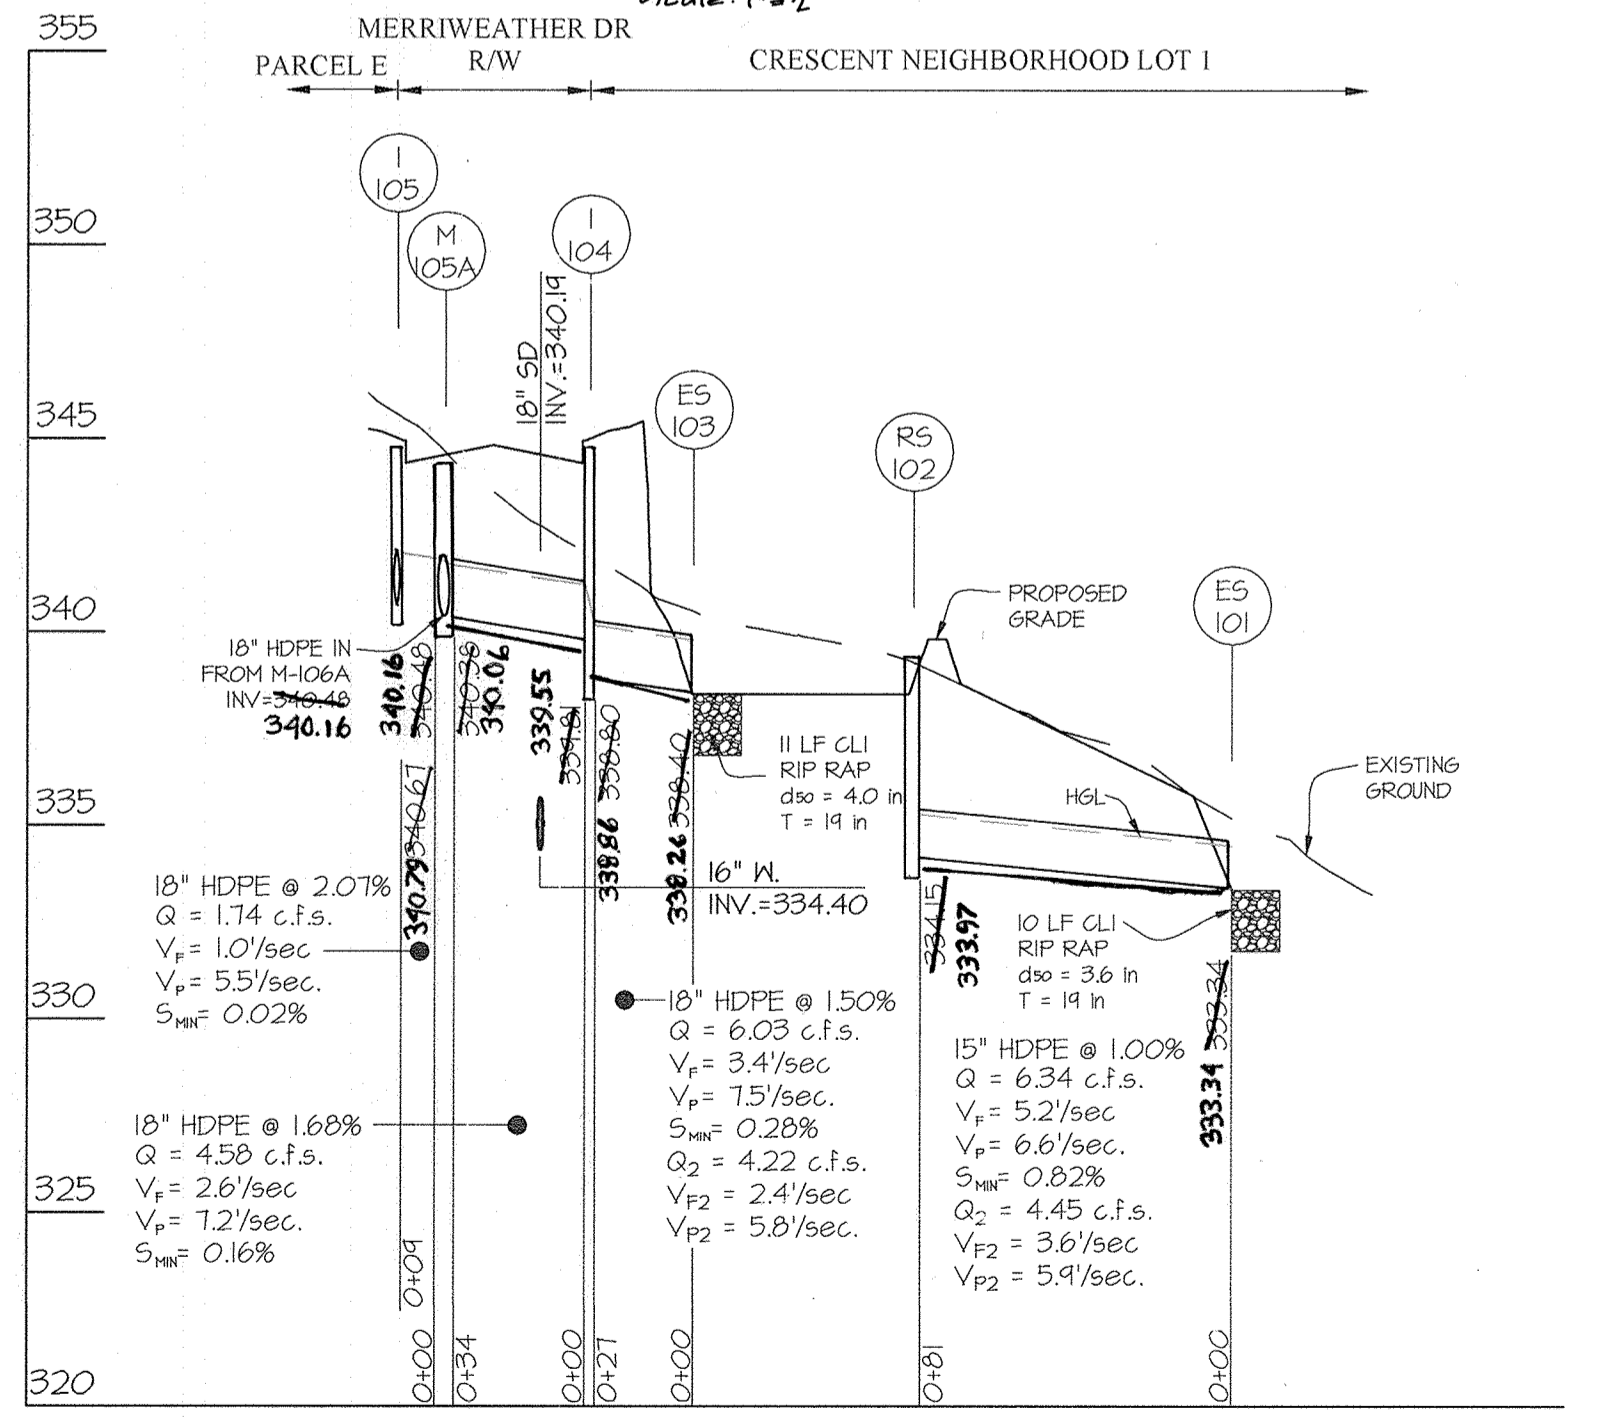 355
MERRIWEATHER DR
R/W
PARCEL E
CRESCENT NEIGHBORHOOD LOT 1
I
105
350
M
105A
I
104
18" SD
INV.=340.19
ES
103
345
RS
102
340
PROPOSED
GRADE
ES
101
18" HDPE IN
FROM M-106A
INV=340.48
340.16
340.16
340.48
340.38
340.06
339.55
339.81
338.80
338.86
338.40
338.26
340.67
340.79
11 LF CL1
RIP RAP
d50 = 4.0 in
T = 19 in
335
HGL
EXISTING
GROUND
16" W.
INV.=334.40
334.15
333.97
10 LF CL1
RIP RAP
d50 = 3.6 in
T = 19 in
333.34
333.34
18" HDPE @ 2.07%
Q = 1.74 c.f.s.
VF= 1.0'/sec
VP= 5.5'/sec.
SMIN= 0.02%
330
18" HDPE @ 1.50%
Q = 6.03 c.f.s.
VF= 3.4'/sec
VP= 7.5'/sec.
SMIN= 0.28%
Q2 = 4.22 c.f.s.
VF2 = 2.4'/sec
VP2 = 5.8'/sec.
15" HDPE @ 1.00%
Q = 6.34 c.f.s.
VF= 5.2'/sec
VP= 6.6'/sec.
SMIN= 0.82%
Q2 = 4.45 c.f.s.
VF2 = 3.6'/sec
VP2 = 5.9'/sec.
18" HDPE @ 1.68%
Q = 4.58 c.f.s.
VF= 2.6'/sec
VP= 7.2'/sec.
SMIN= 0.16%
325
0+09
320
0+00
0+34
0+00
0+27
0+00
0+81
0+00